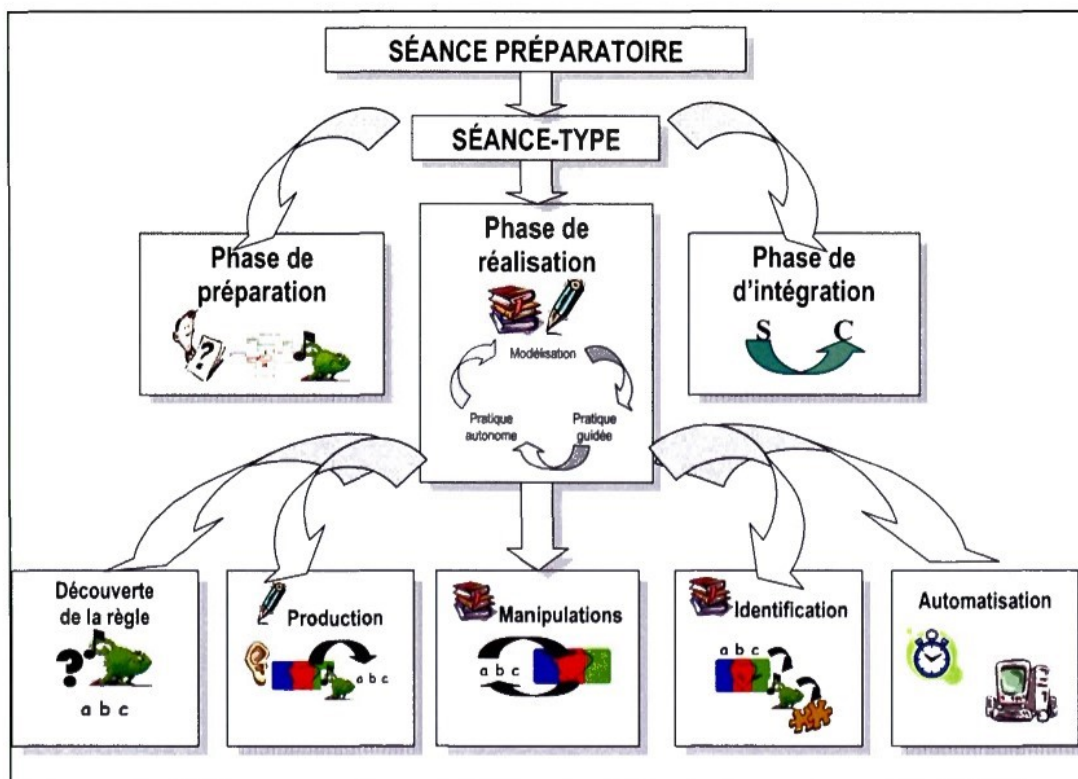 SÉANCE PRÉPARATOIRE
SÉANCE-TYPE
Phase de
préparation
?
Phase de
réalisation
Modélisation
Pratique
autonome
Pratique
guidée
Phase de
d'intégration
S C
Découverte
de la règle
?
a b c
Production
a b c
Manipulations
a b c
Identification
a b c
Automatisation